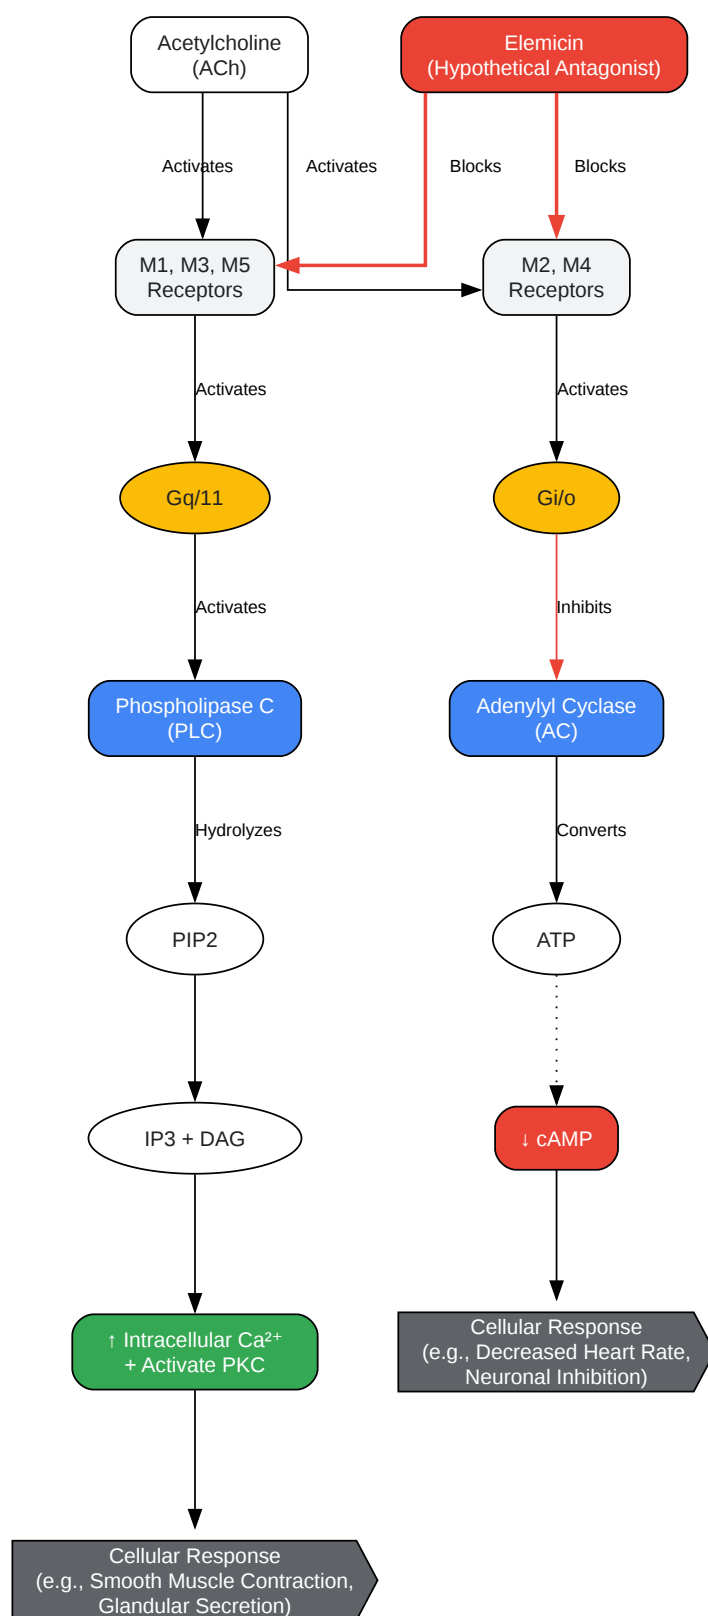 Acetylcholine
(ACh)
Elemicin
(Hypothetical Antagonist)
Activates
Activates
Blocks
Blocks
M1, M3, M5
Receptors
M2, M4
Receptors
Activates
Activates
Gq/11
Gi/o
Activates
Inhibits
Phospholipase C
(PLC)
Adenylyl Cyclase
(AC)
Hydrolyzes
Converts
PIP2
ATP
IP3 + DAG
↓ cAMP
↑ Intracellular Ca²⁺
+ Activate PKC
Cellular Response
(e.g., Decreased Heart Rate,
Neuronal Inhibition)
Cellular Response
(e.g., Smooth Muscle Contraction,
Glandular Secretion)